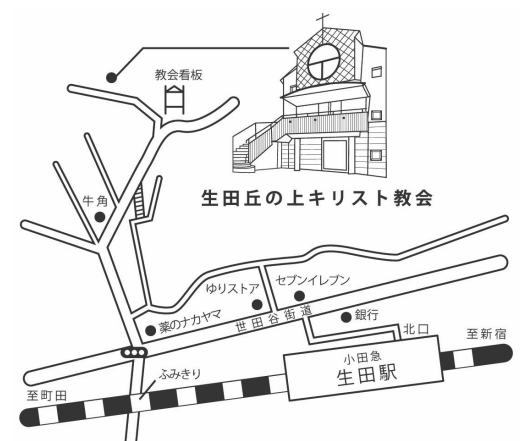 教会看板
生田丘の上キリスト教会
牛角
ゆりストア
セブンイレブン
薬のナカヤマ
世田谷街道
銀行
北口
至新宿
小田急
生田駅
ふみきり
至町田